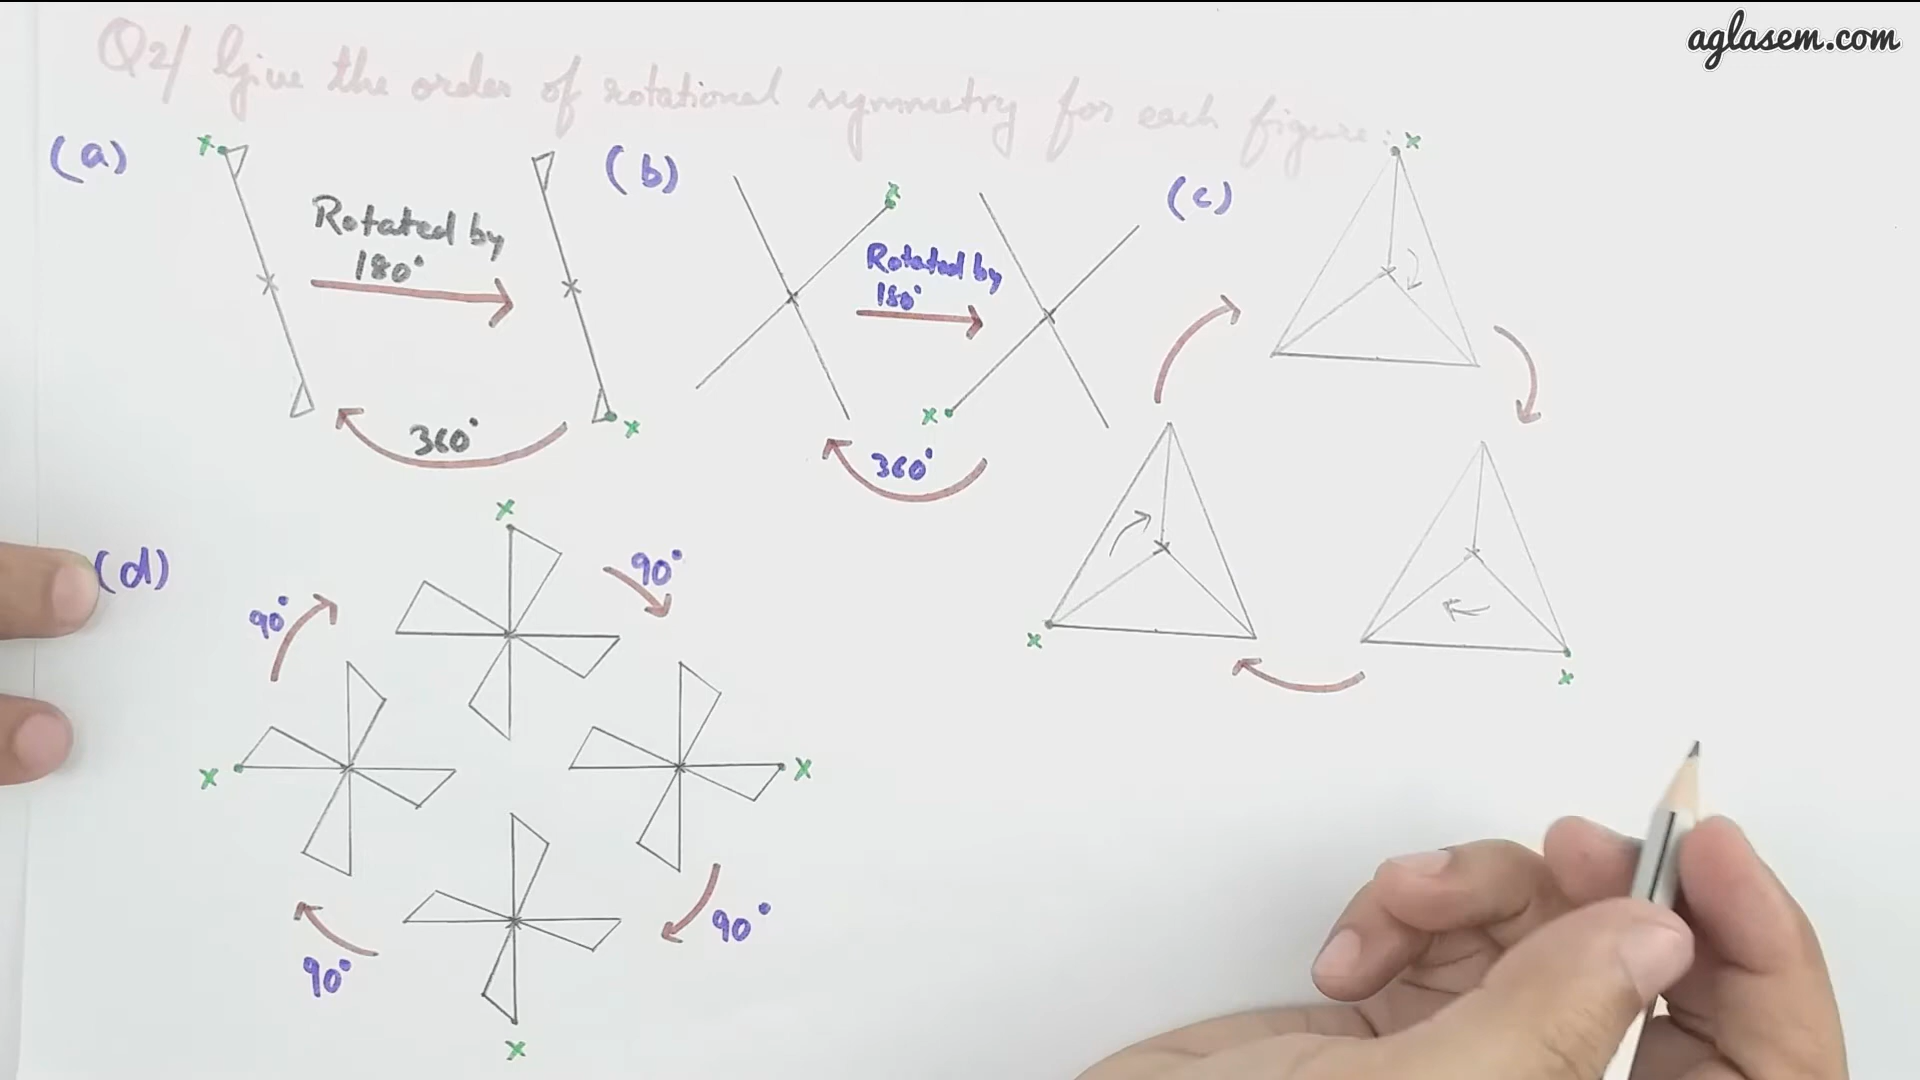 aglasem.com
Q2/ Give the order of rotational symmetry for each figure:
(a)
x
Rotated by
180°
360°
x
(b)
x
Rotated by
180°
360°
x
(c)
x
x
x
(d)
x
90°
90°
x
x
90°
90°
x